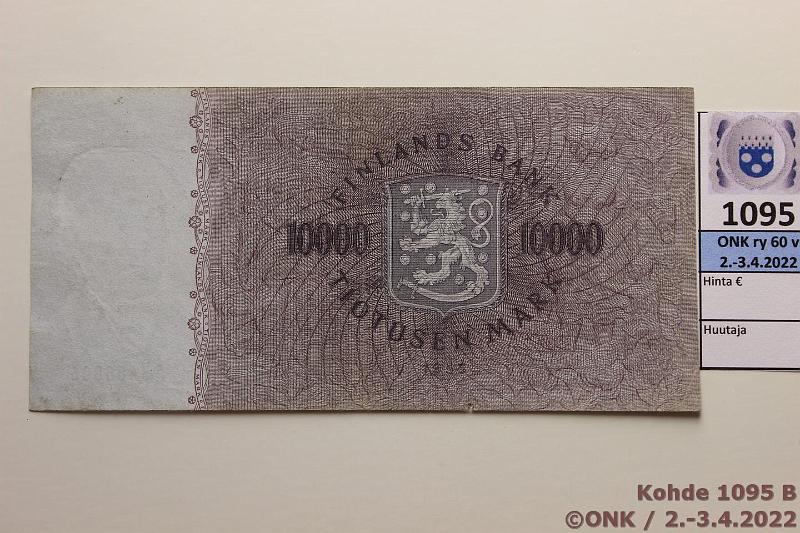 FINLANDS BANK
10000 10000
TIOTUSEN MARK
1095
ONK ry 60 v
2.-3.4.2022
Hinta €
Huutaja
Kohde 1095 B
©ONK / 2.-3.4.2022